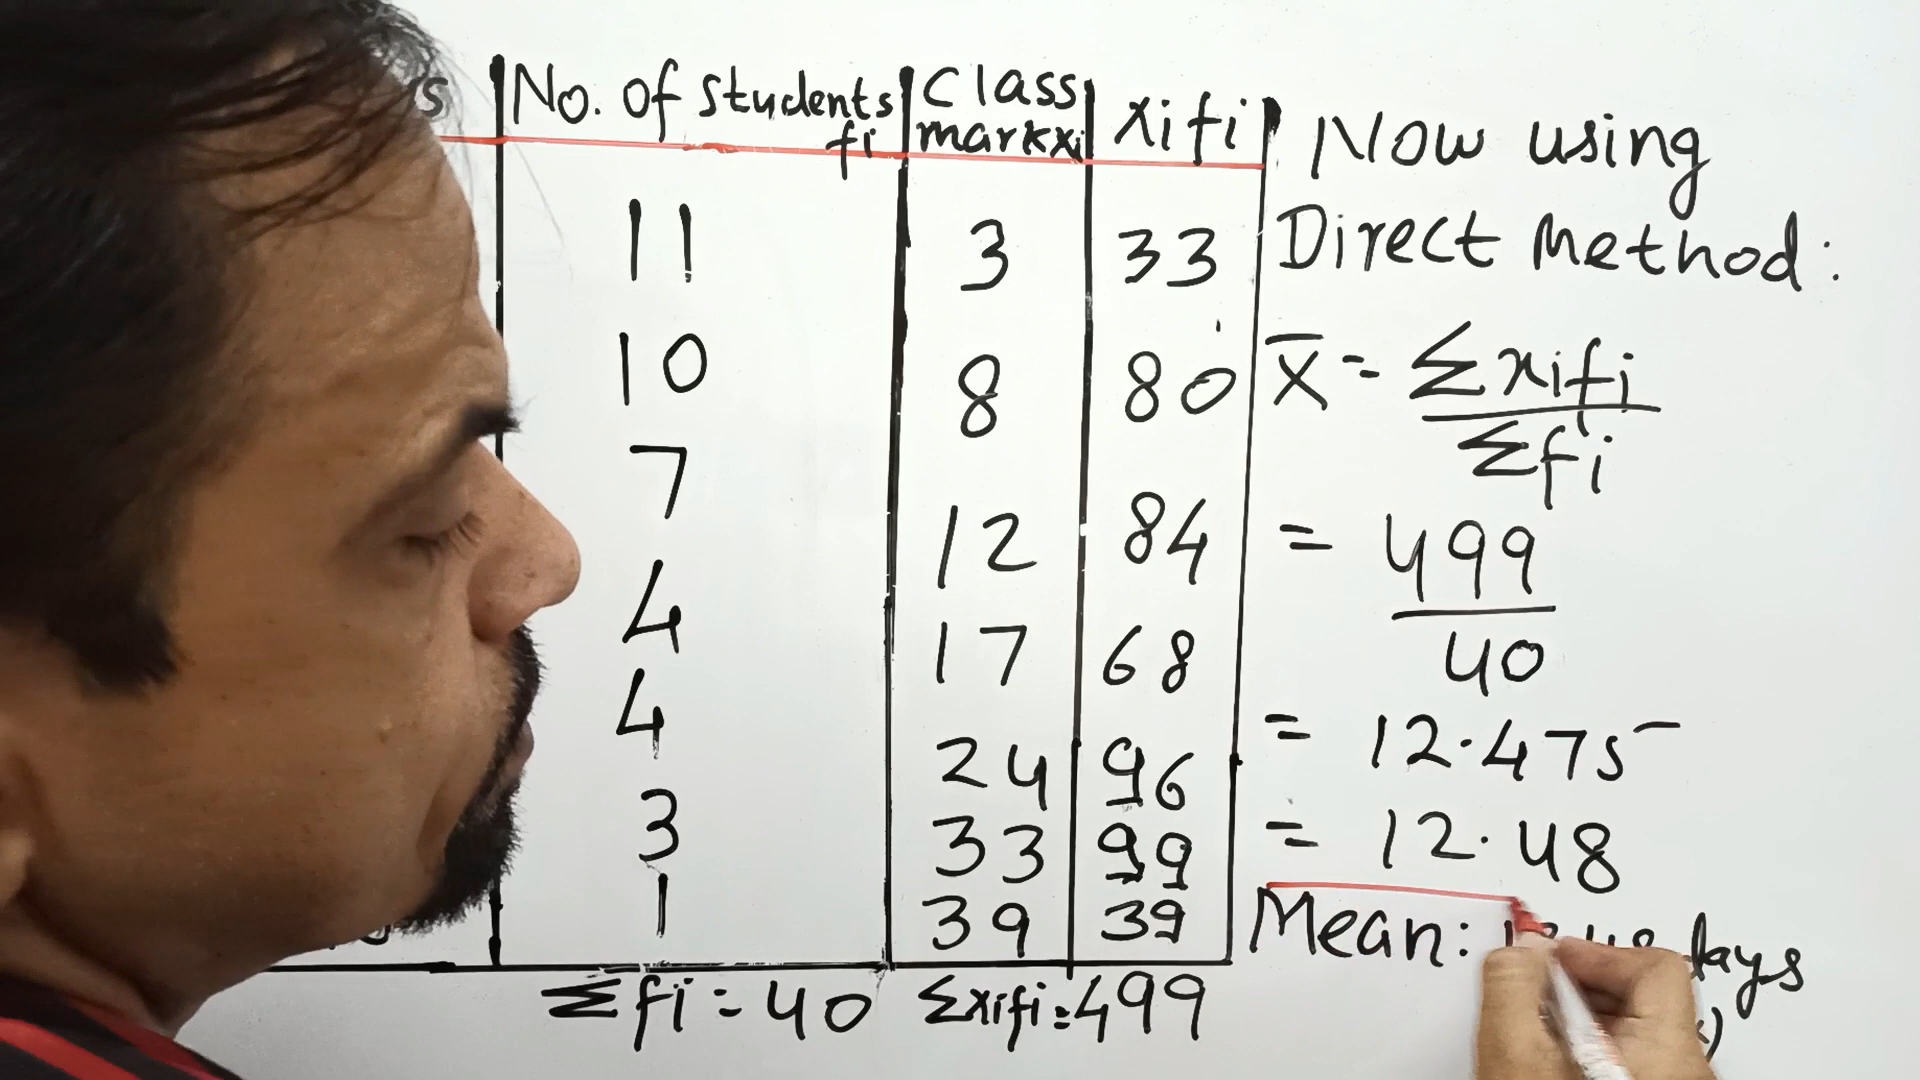 No. Of Students fi
Class mark xi
xifi
11 3 33
10 8 80
7 12 84
4 17 68
4 24 96
3 33 99
1 39 39
Σfi = 40 Σxifi = 499
Now using
Direct Method:
x̄ = Σxifi
Σfi
= 499
40
= 12.475
= 12.48
Mean: days